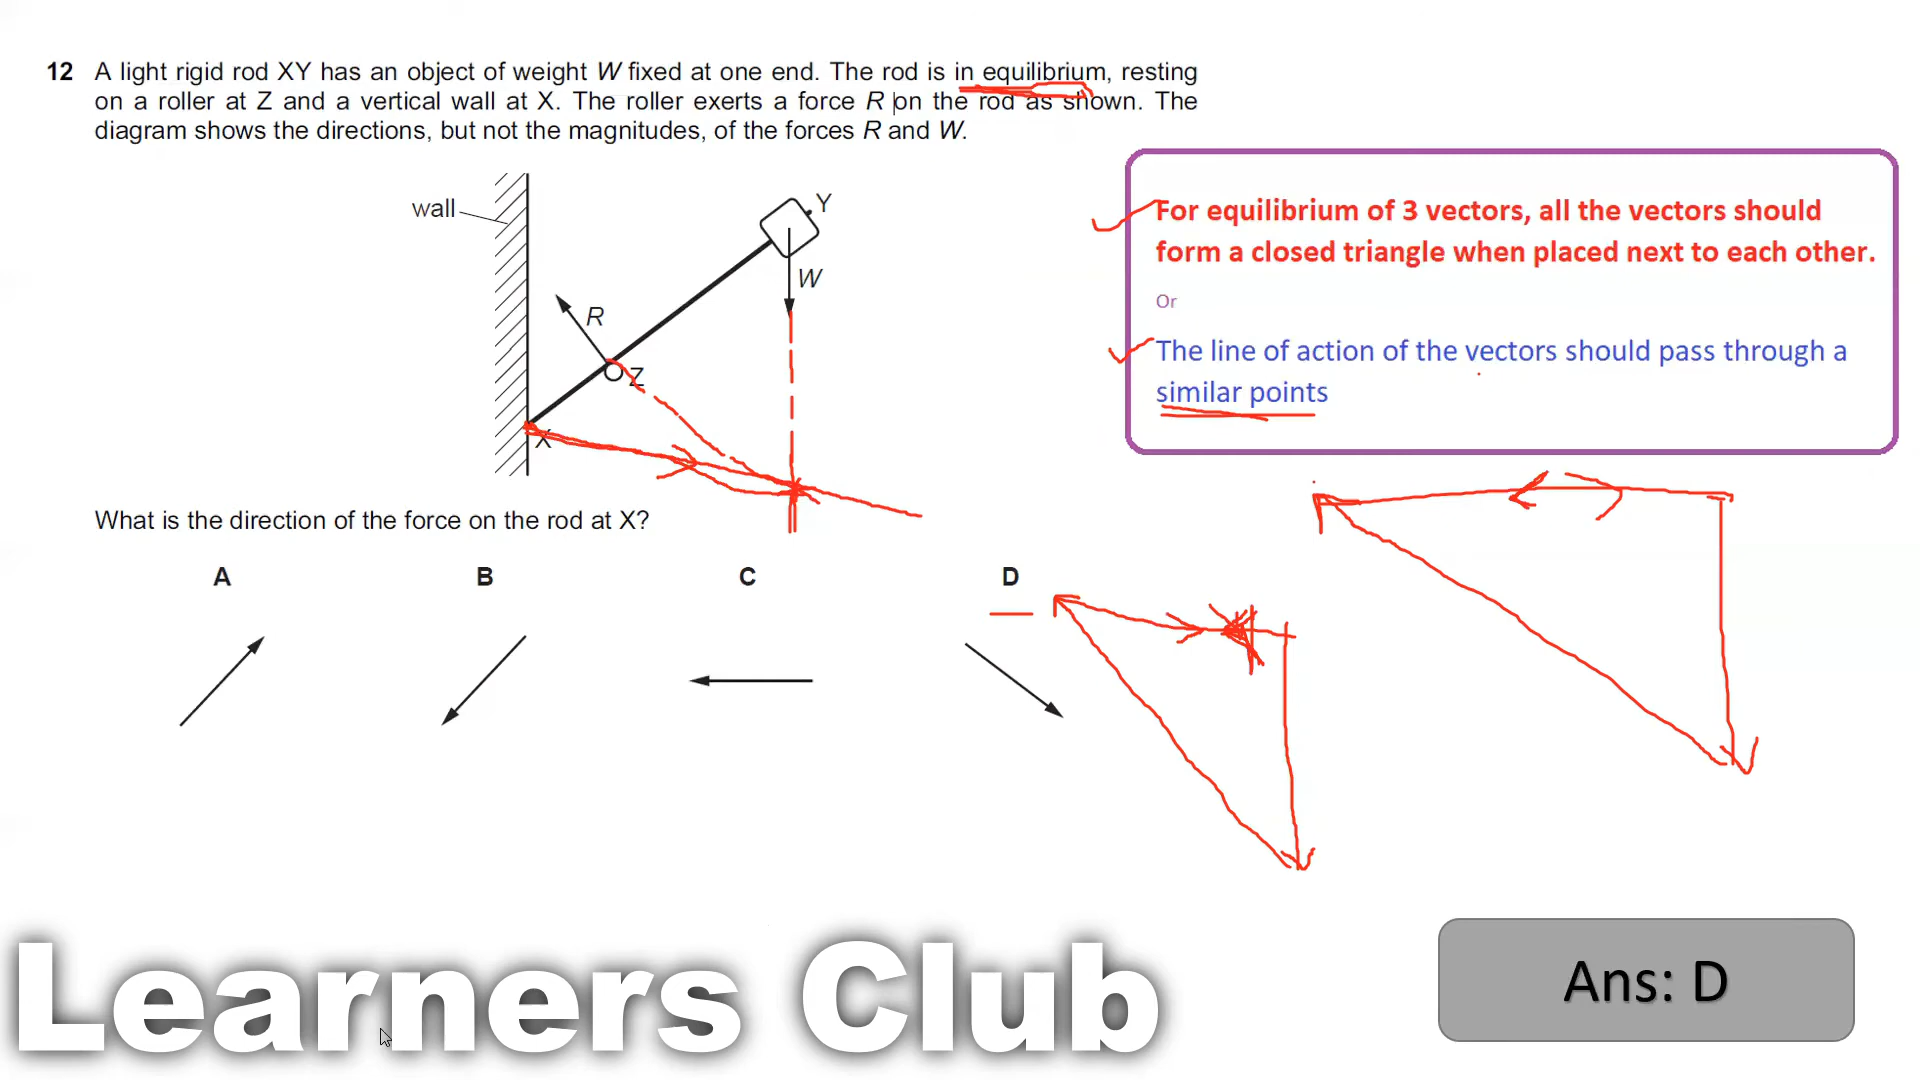 12 A light rigid rod XY has an object of weight W fixed at one end. The rod is in equilibrium, resting
on a roller at Z and a vertical wall at X. The roller exerts a force R on the rod as shown. The
diagram shows the directions, but not the magnitudes, of the forces R and W.
For equilibrium of 3 vectors, all the vectors should
form a closed triangle when placed next to each other.
Or
The line of action of the vectors should pass through a
similar points
wall
Y
W
R
Z
X
What is the direction of the force on the rod at X?
A B C D
Learners Club
Ans: D